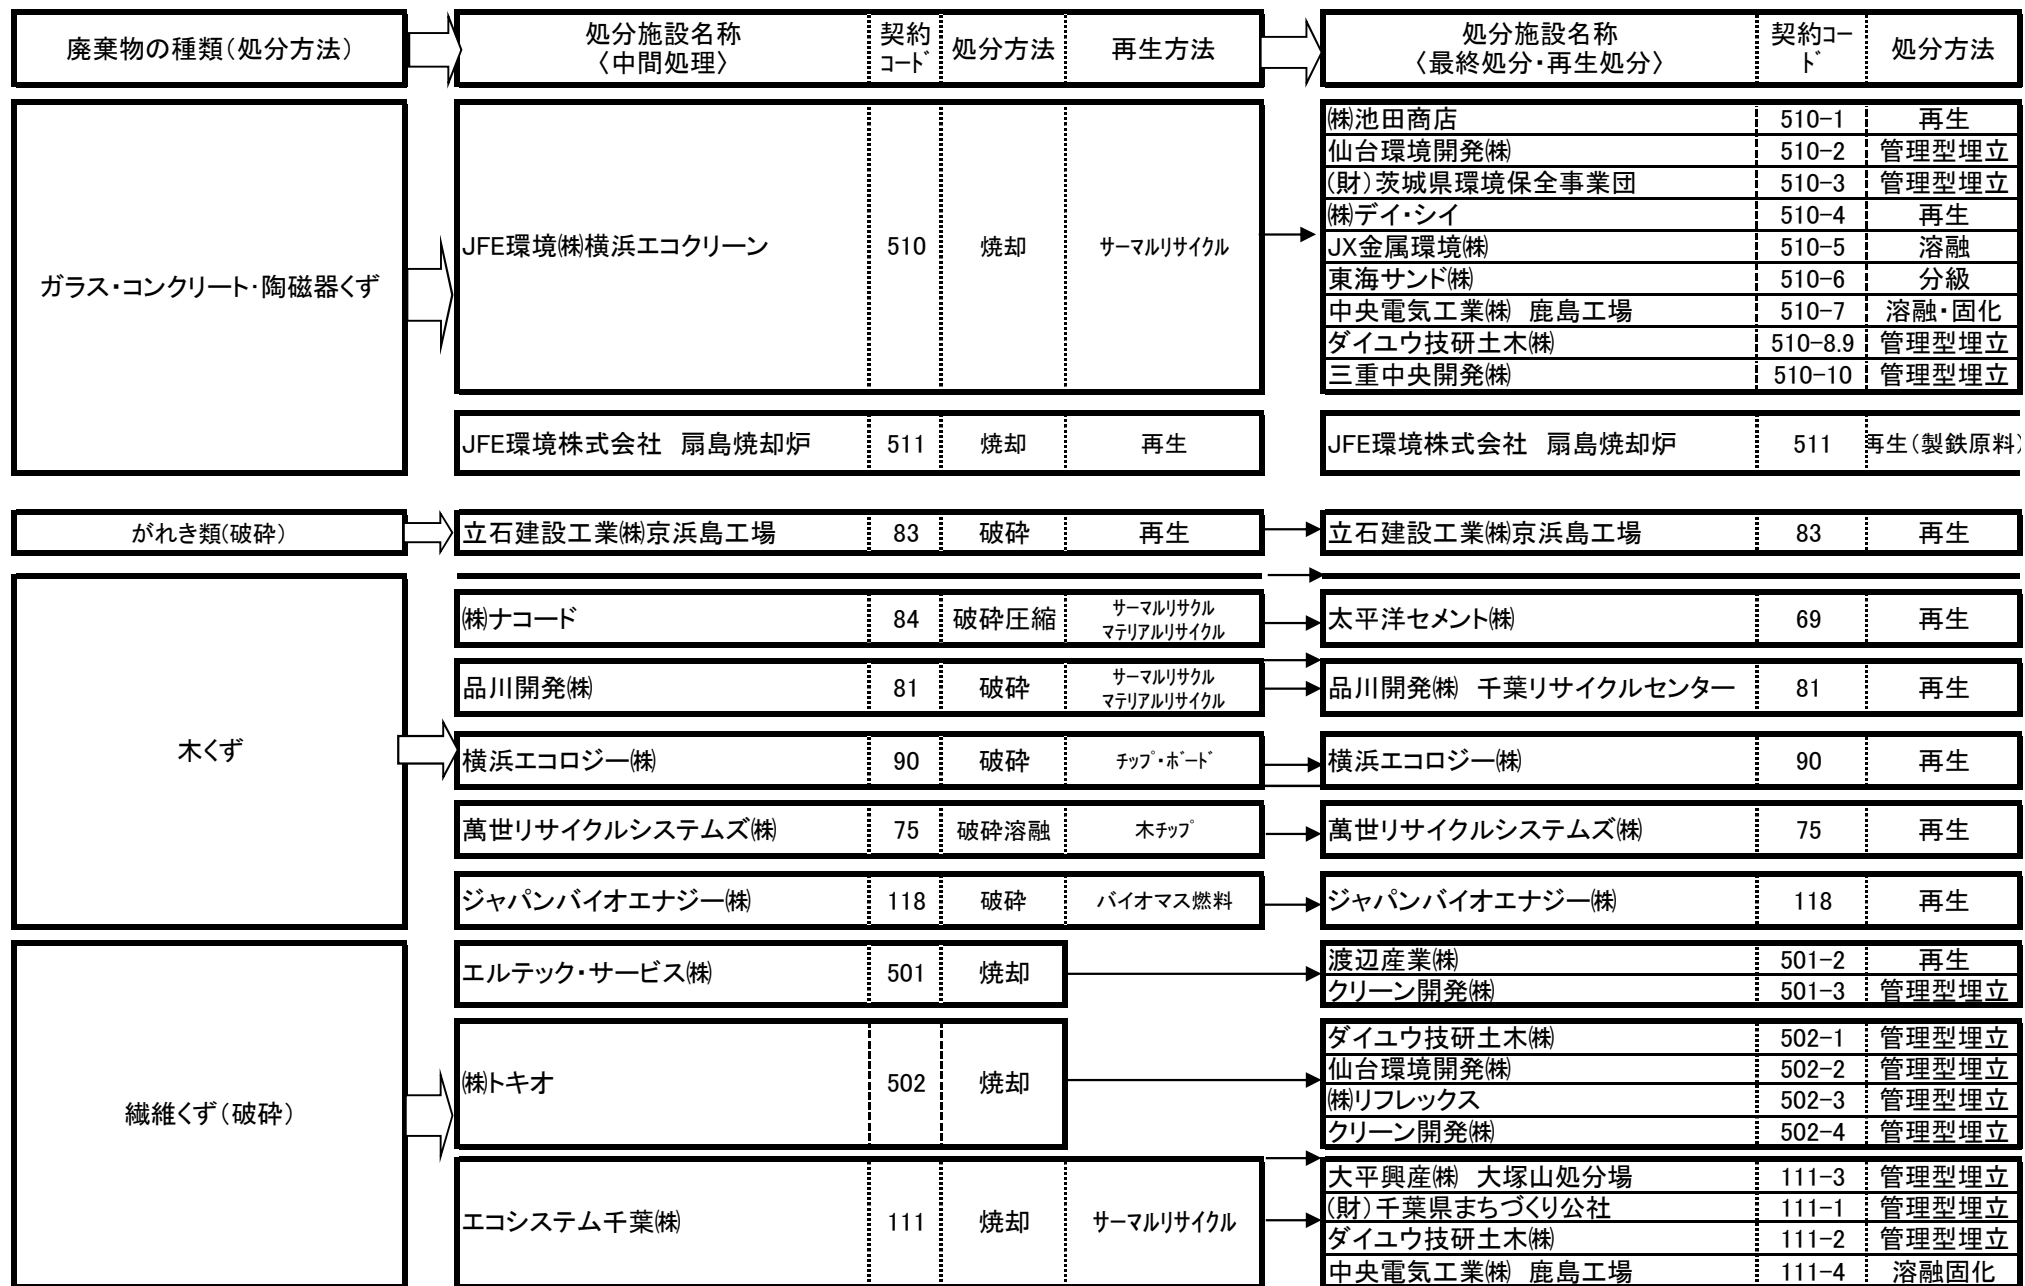 廃棄物の種類(処分方法) 処分施設名称 〈中間処理〉 契約コード 処分方法 再生方法 処分施設名称 〈最終処分・再生処分〉 契約コード 処分方法
ガラス・コンクリート・陶磁器くず
JFE環境㈱横浜エコクリーン 510 焼却 サーマルリサイクル
㈱池田商店 510-1 再生
仙台環境開発㈱ 510-2 管理型埋立
(財)茨城県環境保全事業団 510-3 管理型埋立
㈱デイ・シイ 510-4 再生
JX金属環境㈱ 510-5 溶融
東海サンド㈱ 510-6 分級
中央電気工業㈱ 鹿島工場 510-7 溶融・固化
ダイユウ技研土木㈱ 510-8.9 管理型埋立
三重中央開発㈱ 510-10 管理型埋立
JFE環境株式会社 扇島焼却炉 511 焼却 再生 JFE環境株式会社 扇島焼却炉 511 再生(製鉄原料)
がれき類(破砕) 立石建設工業㈱京浜島工場 83 破砕 再生 立石建設工業㈱京浜島工場 83 再生
木くず
㈱ナコード 84 破砕圧縮 サーマルリサクル
マテリアルリサイクル
太平洋セメント㈱ 69 再生
品川開発㈱ 81 破砕 サーマルリサクル
マテリアルリサイクル
品川開発㈱ 千葉リサイクルセンター 81 再生
横浜エコロジー㈱ 90 破砕 チップ・ボード 横浜エコロジー㈱ 90 再生
萬世リサイクルシステムズ㈱ 75 破砕溶融 木チップ 萬世リサイクルシステムズ㈱ 75 再生
ジャパンバイオエナジー㈱ 118 破砕 バイオマス燃料 ジャパンバイオエナジー㈱ 118 再生
繊維くず(破砕)
エルテック・サービス㈱ 501 焼却
渡辺産業㈱ 501-2 再生
クリーン開発㈱ 501-3 管理型埋立
㈱トキオ 502 焼却
ダイユウ技研土木㈱ 502-1 管理型埋立
仙台環境開発㈱ 502-2 管理型埋立
㈱リフレックス 502-3 管理型埋立
クリーン開発㈱ 502-4 管理型埋立
エコシステム千葉㈱ 111 焼却 サーマルリサイクル
大平興産㈱ 大塚山処分場 111-3 管理型埋立
(財)千葉県まちづくり公社 111-1 管理型埋立
ダイユウ技研土木㈱ 111-2 管理型埋立
中央電気工業㈱ 鹿島工場 111-4 溶融固化